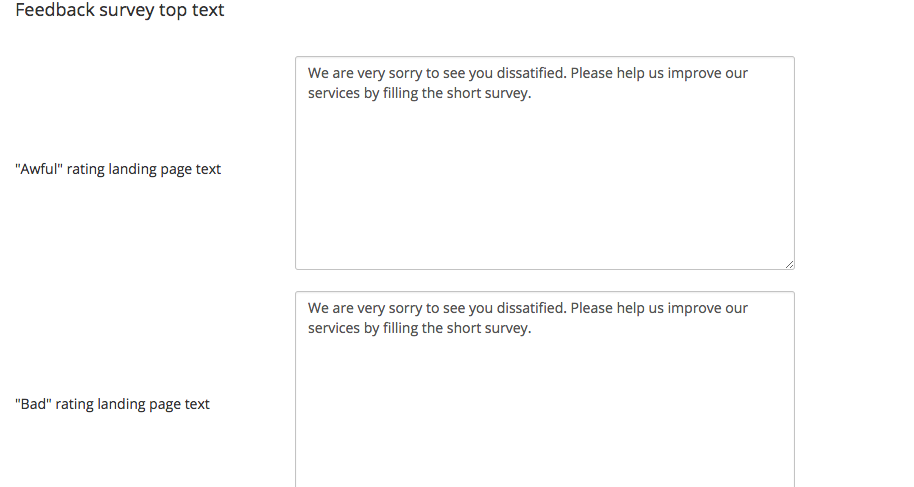 Feedback survey top text
We are very sorry to see you dissatified. Please help us improve our
services by filling the short survey.
"Awful" rating landing page text
We are very sorry to see you dissatified. Please help us improve our
services by filling the short survey.
"Bad" rating landing page text